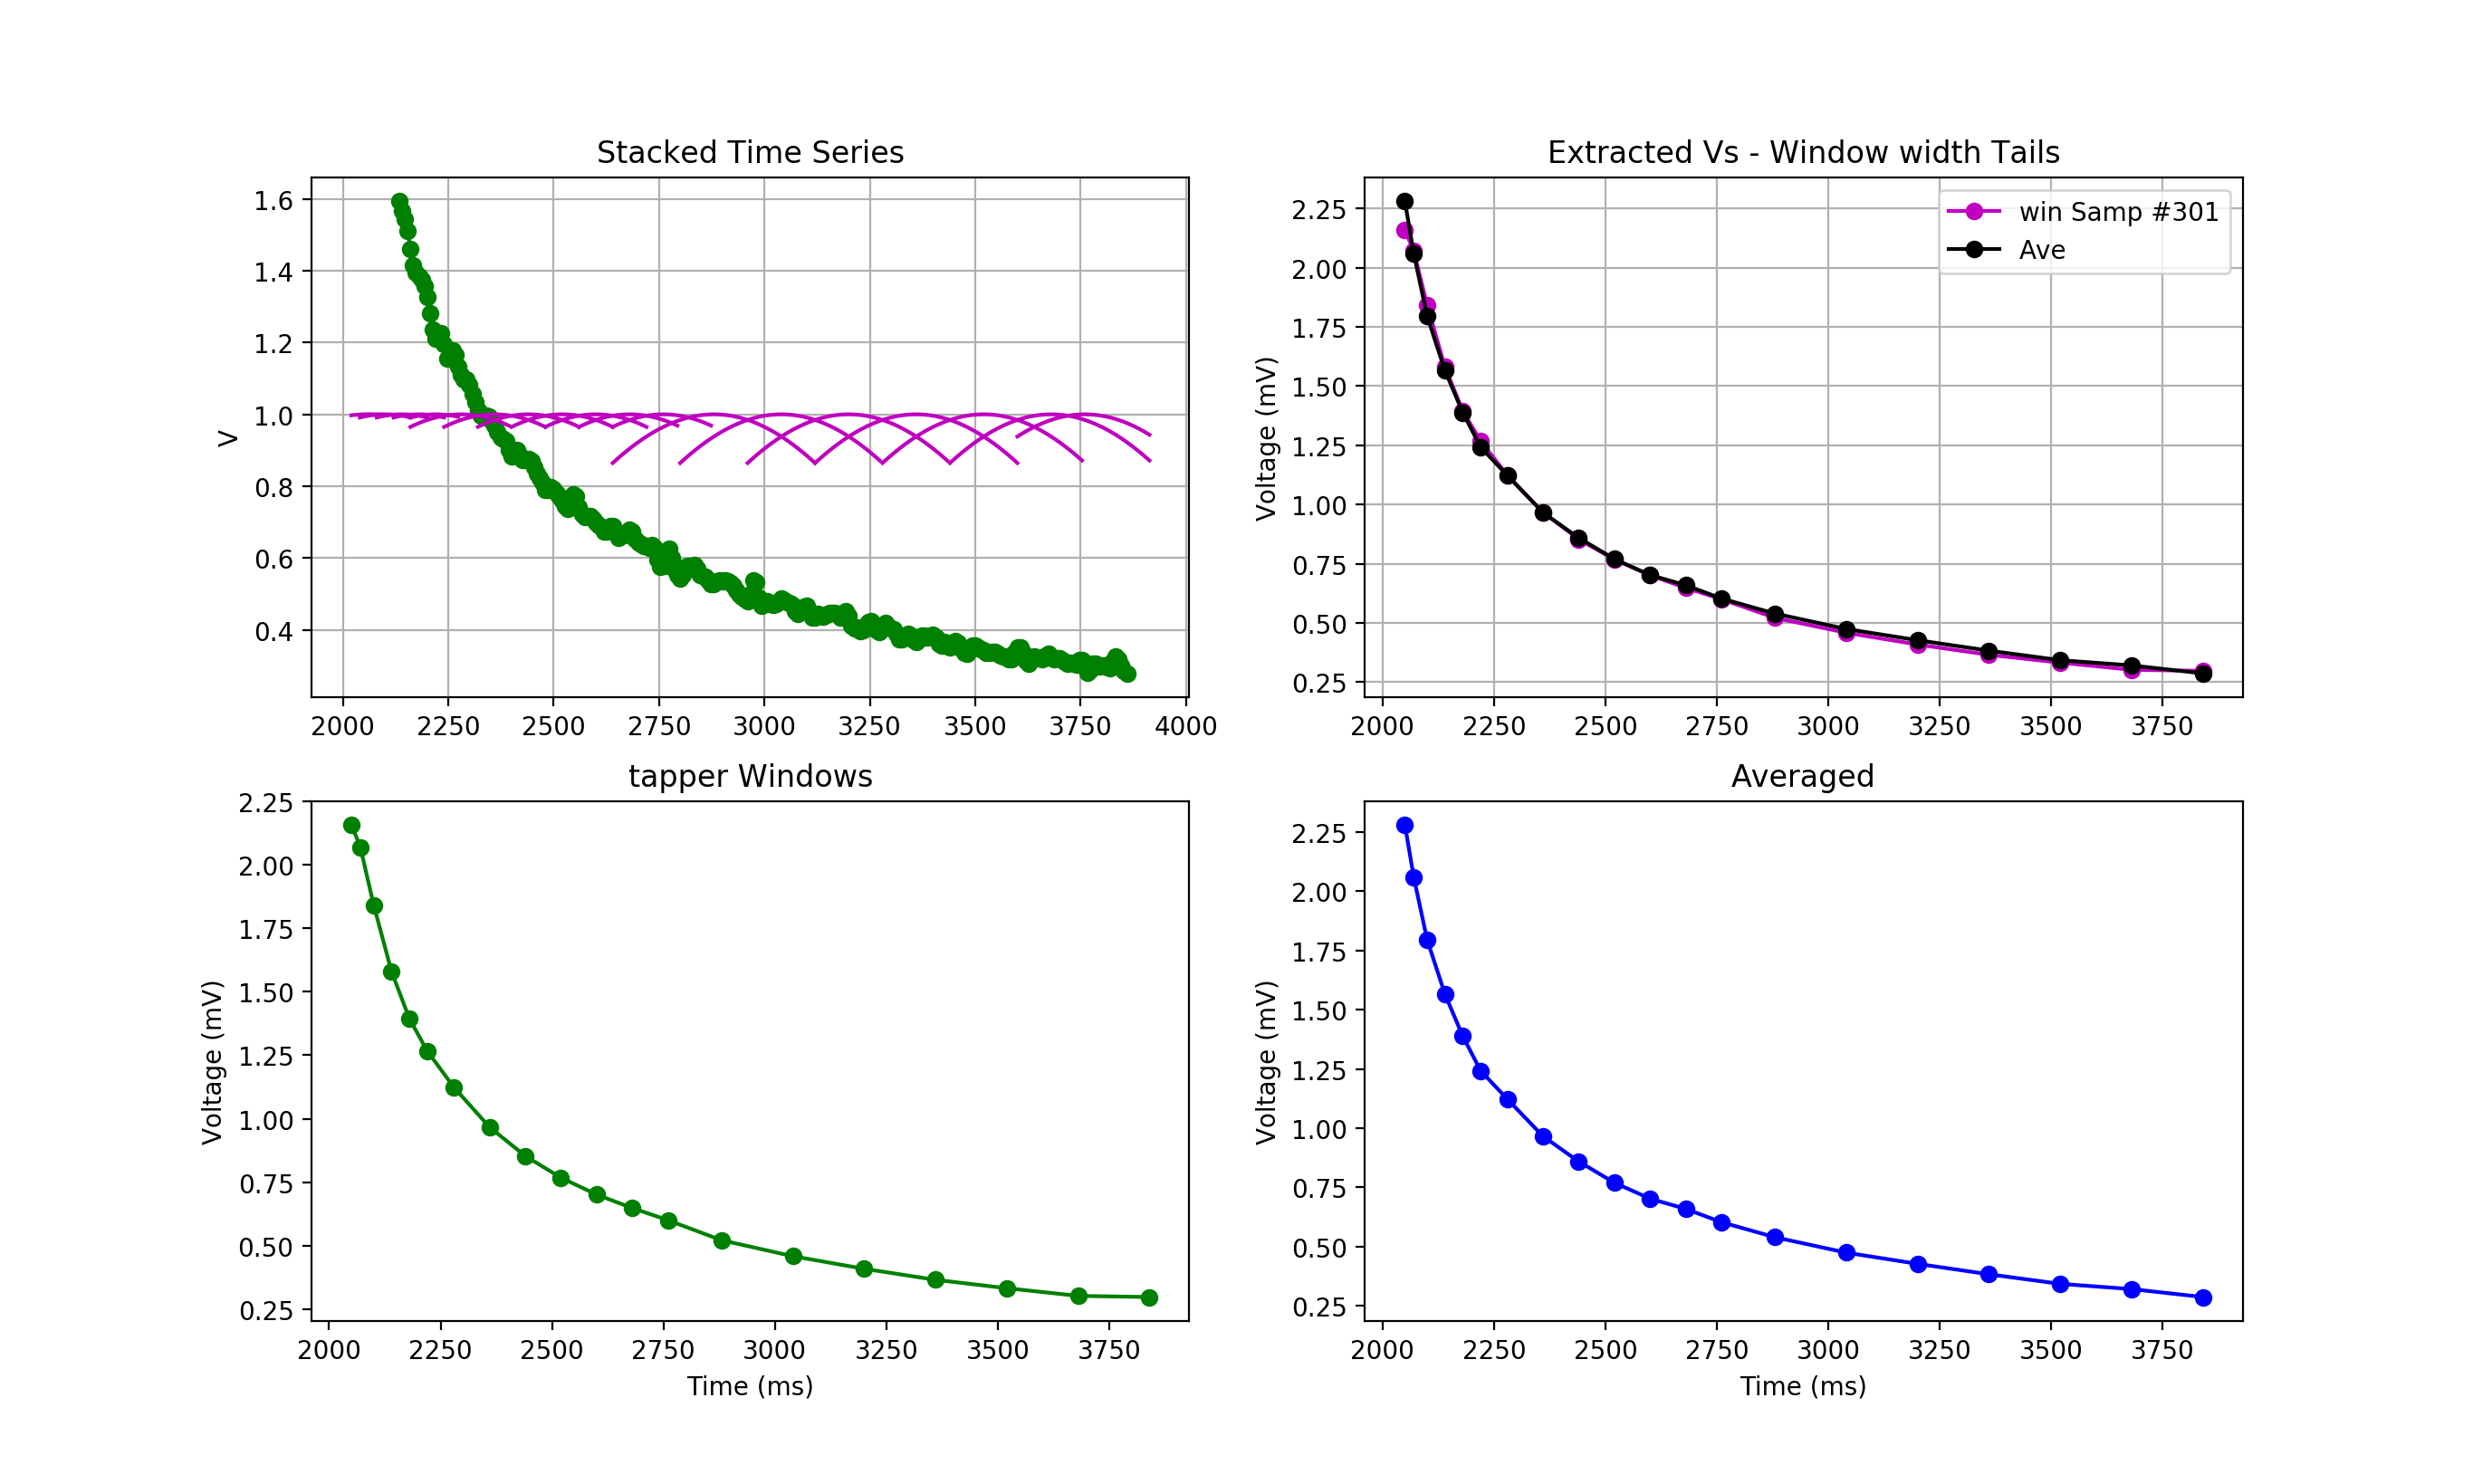 Stacked Time Series
V
1.6
1.4
1.2
1.0
0.8
0.6
0.4
2000 2250 2500 2750 3000 3250 3500 3750 4000
Extracted Vs - Window width Tails
win Samp #301
Ave
Voltage (mV)
2.25
2.00
1.75
1.50
1.25
1.00
0.75
0.50
0.25
2000 2250 2500 2750 3000 3250 3500 3750
tapper Windows
Voltage (mV)
2.25
2.00
1.75
1.50
1.25
1.00
0.75
0.50
0.25
2000 2250 2500 2750 3000 3250 3500 3750
Time (ms)
Averaged
Voltage (mV)
2.25
2.00
1.75
1.50
1.25
1.00
0.75
0.50
0.25
2000 2250 2500 2750 3000 3250 3500 3750
Time (ms)